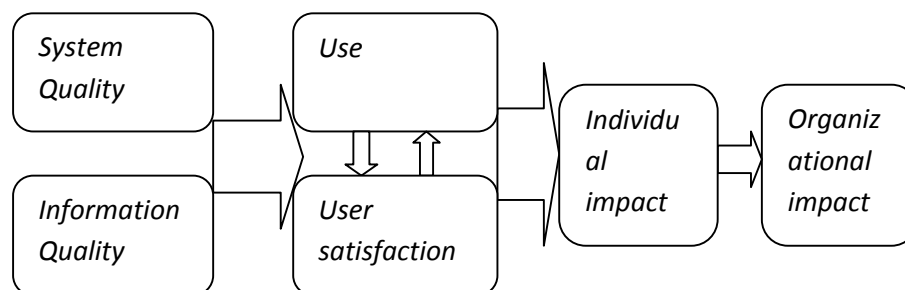 System
Quality
Information
Quality
Use
User
satisfaction
Individu
al
impact
Organiz
ational
impact